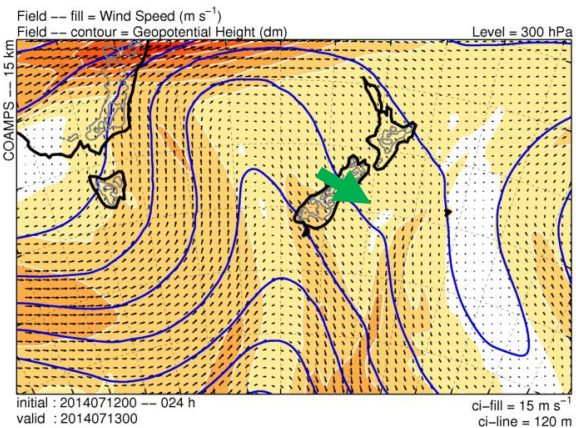 Field -- fill = Wind Speed (m s⁻¹)
Field -- contour = Geopotential Height (dm)
Level = 300 hPa
COAMPS -- 15 km
initial : 2014071200 -- 024 h
valid : 2014071300
ci-fill = 15 m s⁻¹
ci-line = 120 m